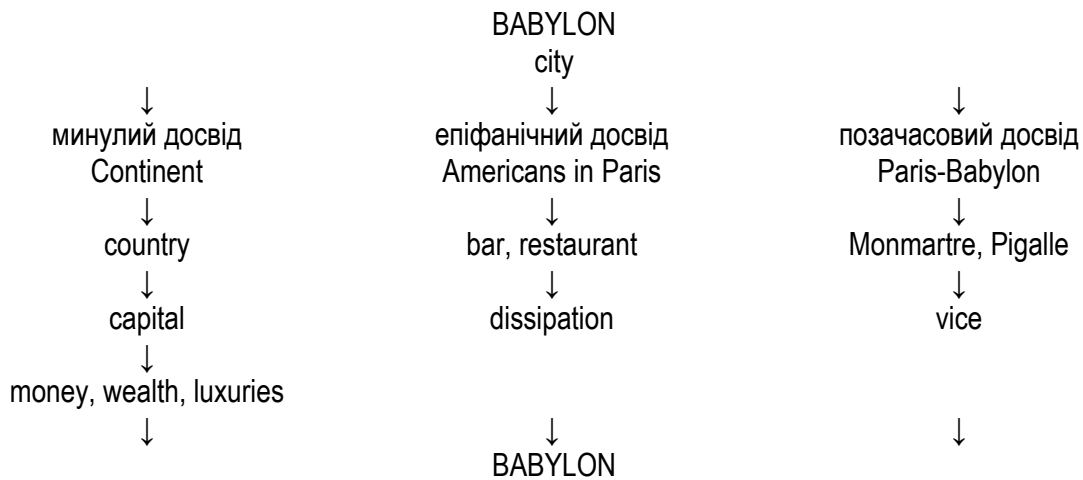 BABYLON
city
↓ ↓ ↓
минулий досвід епіфанічний досвід позачасовий досвід
Continent Americans in Paris Paris-Babylon
↓ ↓ ↓
country bar, restaurant Monmartre, Pigalle
↓ ↓ ↓
capital dissipation vice
↓
money, wealth, luxuries
↓ ↓ ↓
BABYLON